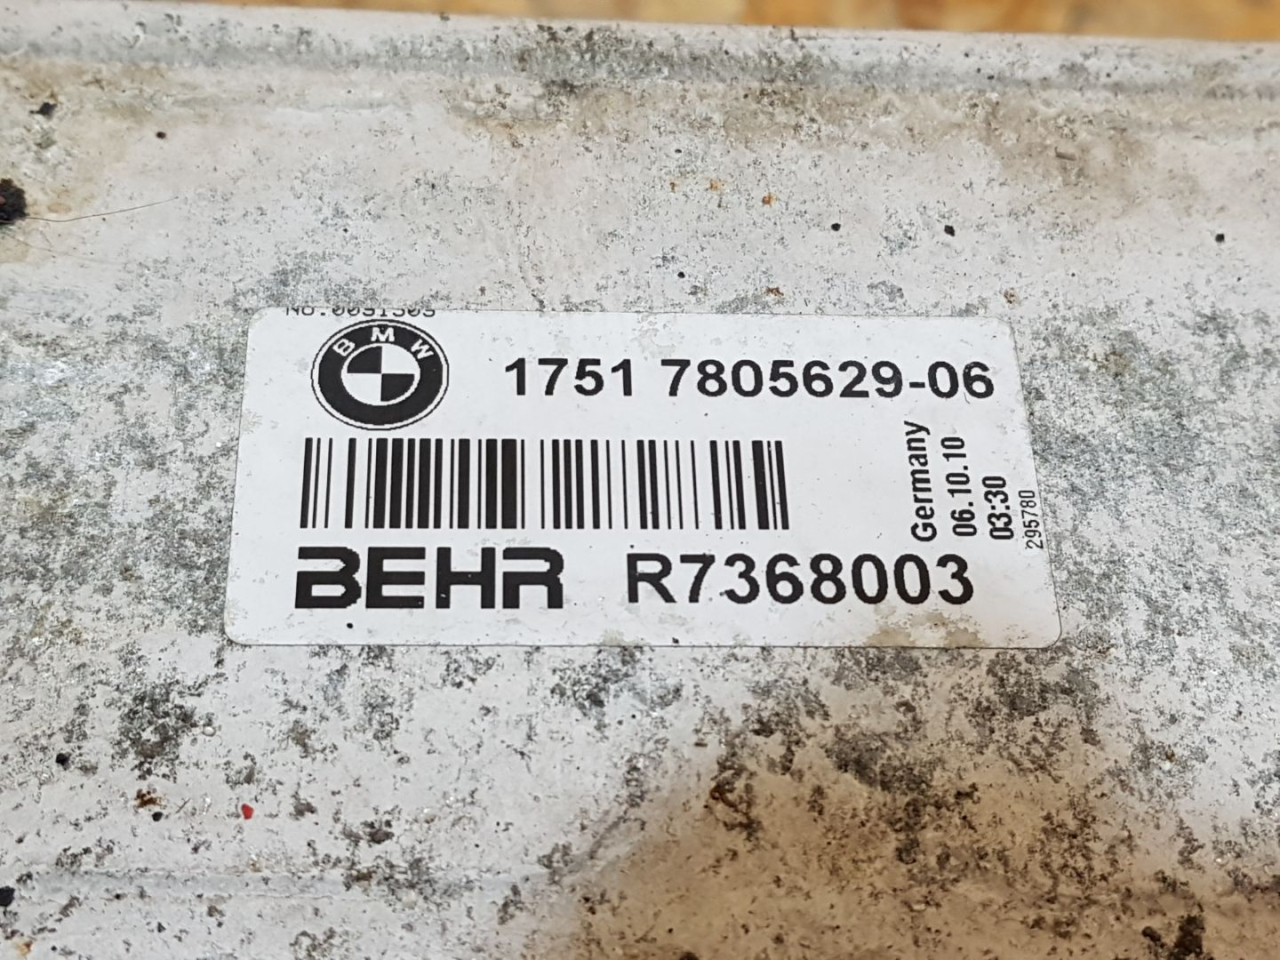 BMW
1751 7805629-06
Germany
06.10.10
03:30
295780
BEHR R7368003